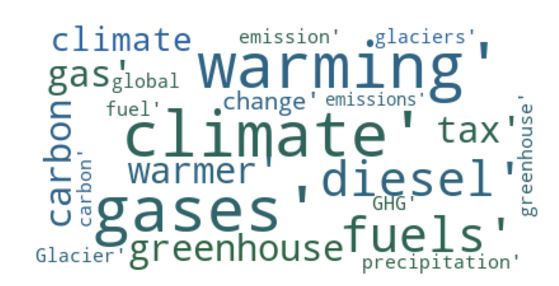 climate
emission'
glaciers'
gas'
global
warming'
fuel'
change'
emissions'
carbon
climate'
tax'
greenhouse'
carbon'
warmer'
diesel'
gases'
GHG'
fuels'
Glacier'
greenhouse
precipitation'